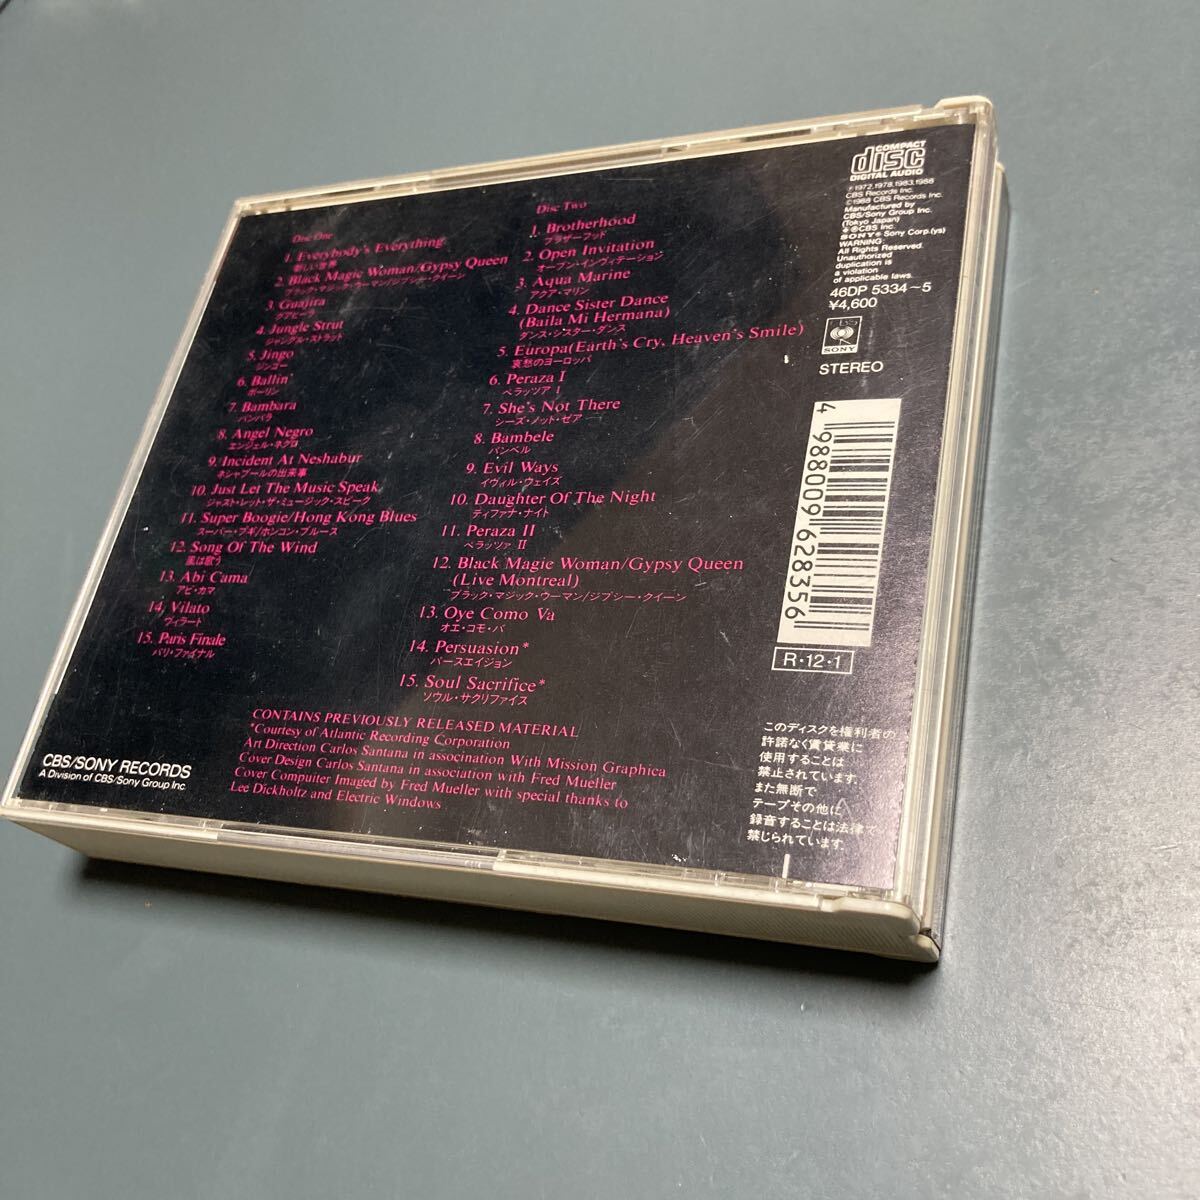 Disc One
1. Everybody's Everything
新しい世界
2. Black Magic Woman/Gypsy Queen
ブラック・マジック・ウーマン/ジプシー・クイーン
3. Guajira
グアヒーラ
4. Jungle Strut
ジャングル・ストラット
5. Jingo
ジンゴー
6. Ballin'
ボーリン
7. Bambara
バンバラ
8. Angel Negro
エンジェル・ネグロ
9. Incident At Neshabur
ネシャブールの出来事
10. Just Let The Music Speak
ジャスト・レット・ザ・ミュージック・スピーク
11. Super Boogie/Hong Kong Blues
スーパー・ブギ/ホンコン・ブルース
12. Song Of The Wind
風は歌う
13. Abi Cama
アビ・カマ
14. Vilato
ヴィラート
15. Paris Finale
パリ・ファイナル
Disc Two
1. Brotherhood
ブラザーフッド
2. Open Invitation
オープン・インヴィテーション
3. Aqua Marine
アクア・マリン
4. Dance Sister Dance
(Baila Mi Hermana)
ダンス・シスター・ダンス
5. Europa(Earth's Cry, Heaven's Smile)
哀愁のヨーロッパ
6. Peraza I
ペラッツァ I
7. She's Not There
シーズ・ノット・ゼア
8. Bambele
バンベル
9. Evil Ways
イヴィル・ウェイズ
10. Daughter Of The Night
ティファナ・ナイト
11. Peraza II
ペラッツァ II
12. Black Magie Woman/Gypsy Queen
(Live Montreal)
ブラック・マジック・ウーマン/ジプシー・クイーン
13. Oye Como Va
オエ・コモ・バ
14. Persuasion*
パースエイジョン
15. Soul Sacrifice*
ソウル・サクリファイス
CONTAINS PREVIOUSLY RELEASED MATERIAL
*Courtesy of Atlantic Recording Corporation
Art Direction Carlos Santana in assocination With Mission Graphica
Cover Design Carlos Santana in association with Fred Mueller
Cover Compuiter Imaged by Fred Mueller with special thanks to
Lee Dickholtz and Electric Windows
CBS/SONY RECORDS
A Division of CBS/Sony Group Inc.
COMPACT
disc
DIGITAL AUDIO
℗1972,1978,1983,1988
CBS Records Inc.
©1988 CBS Records Inc.
Manufactured by
CBS/Sony Group Inc.
(Tokyo Japan)
®®CBS Inc.
SONY® Sony Corp.(ys)
WARNING:
All Rights Reserved.
Unauthorized
duplication is
a violation
of applicable laws.
46DP 5334~5
¥4,600
CBS
SONY
STEREO
4 988009 628356
R・12・1
このディスクを権利者の
許諾なく賃貸業に
使用することは
禁止されています。
また無断で
テープその他に
録音することは法律で
禁じられています。